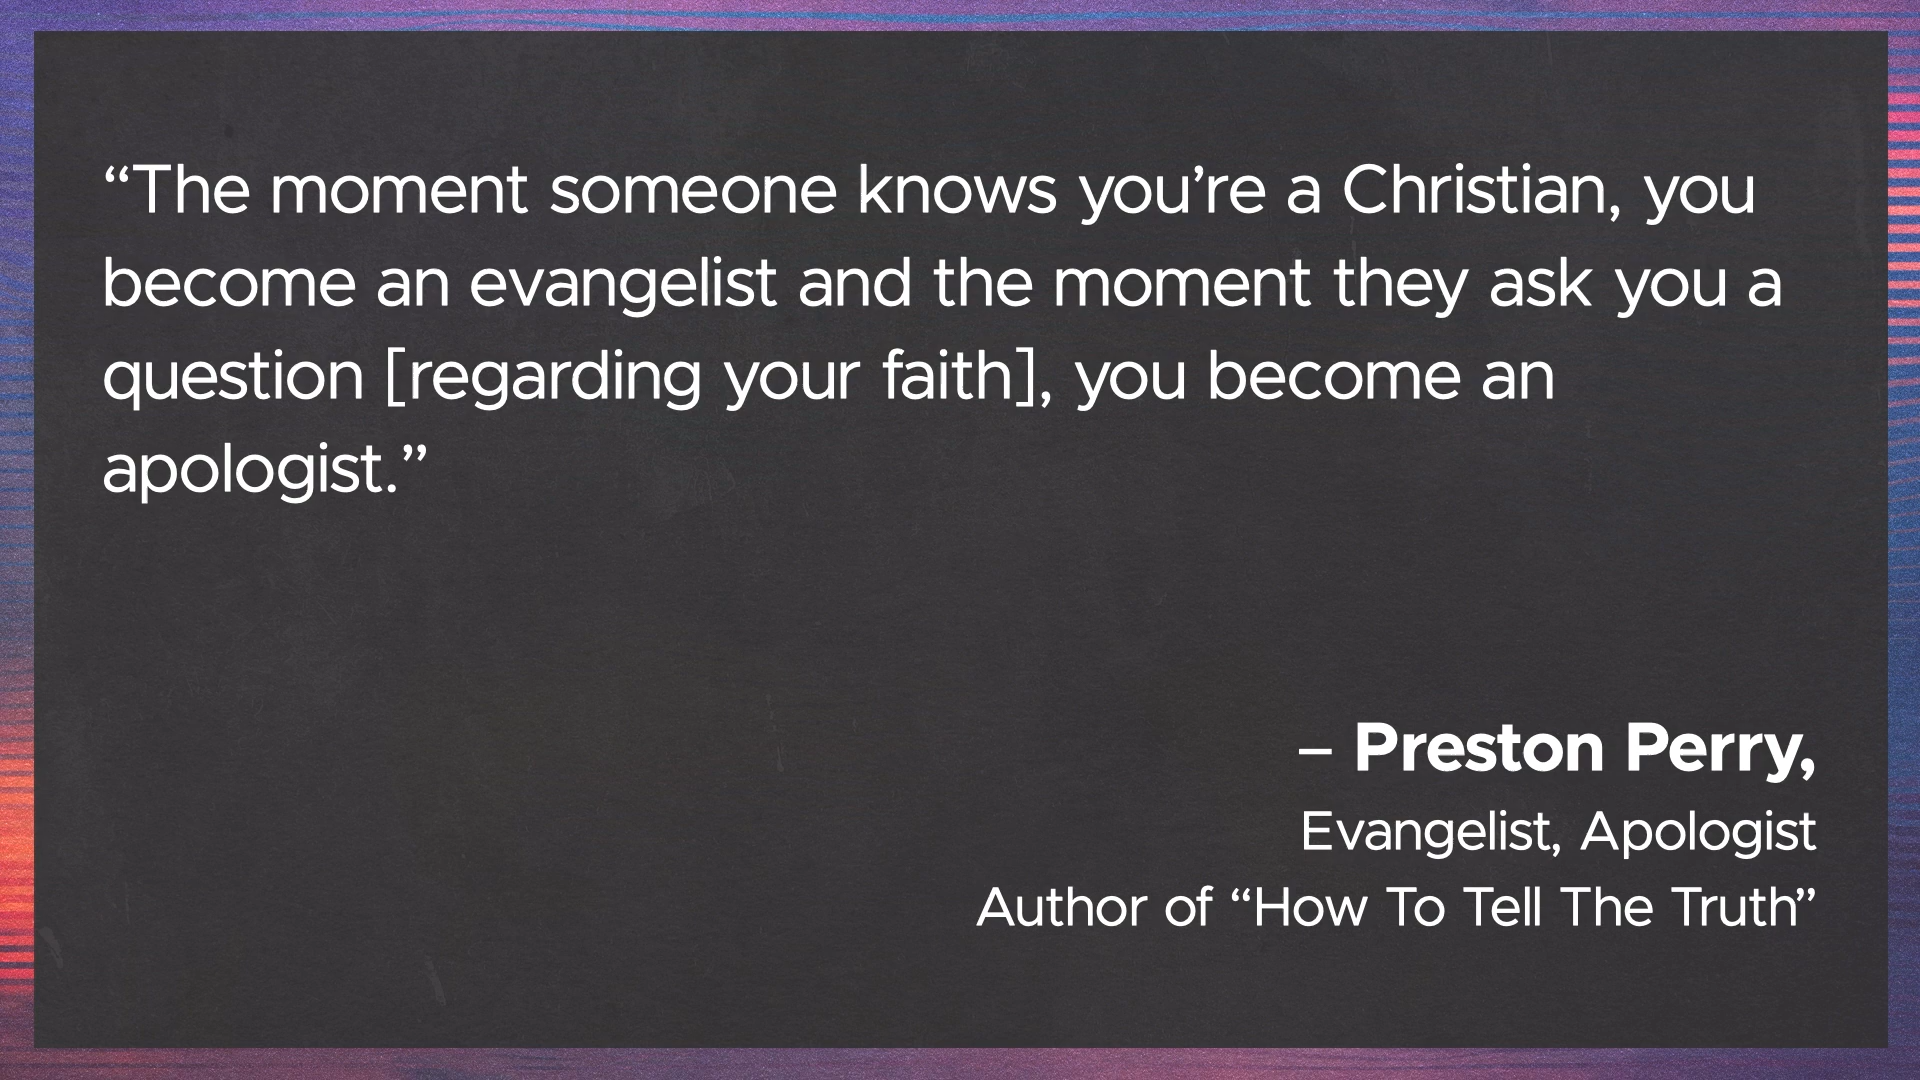 “The moment someone knows you’re a Christian, you
become an evangelist and the moment they ask you a
question [regarding your faith], you become an
apologist.”
– Preston Perry,
Evangelist, Apologist
Author of “How To Tell The Truth”